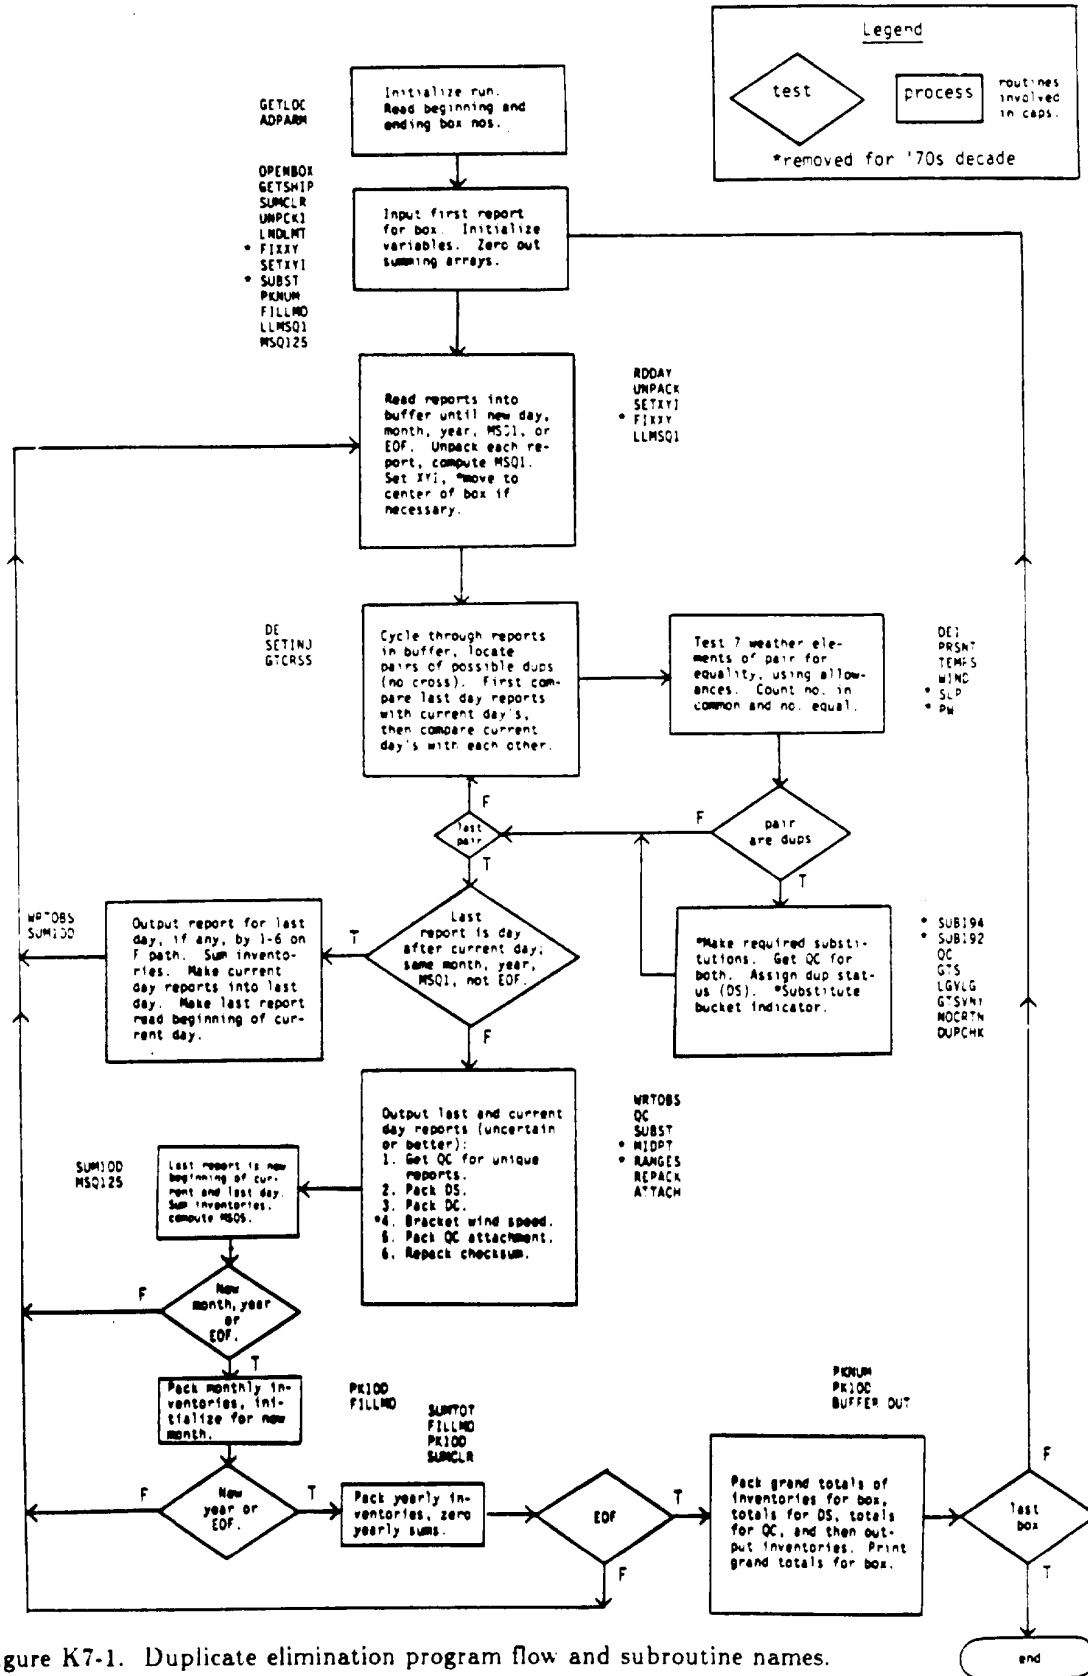 Legend
test
process
routines
involved
in caps.
*removed for '70s decade
GETLOC
ADPARM
Initialize run.
Read beginning and
ending box nos.
OPENBOX
GETSHIP
SUMCLR
UNPCK1
LNDLMT
* FIXXY
SETXYI
* SUBST
PKNUM
FILLMO
LLMSQ1
MSQ125
Input first report
for box. Initialize
variables. Zero out
summing arrays.
Read reports into
buffer until new day,
month, year, MSQ1, or
EOF. Unpack each re-
port, compute MSQ1.
Set XYI, *move to
center of box if
necessary.
RDDAY
UNPACK
SETXYI
* FIXXY
LLMSQ1
DE
SETINJ
GTCRSS
Cycle through reports
in buffer, locate
pairs of possible dups
(no cross). First com-
pare last day reports
with current day's,
then compare current
day's with each other.
Test 7 weather ele-
ments of pair for
equality, using allow-
ances. Count no. in
common and no. equal.
DE1
PRSNT
TEMPS
WIND
* SLP
* PW
F
last
pair
T
F
pair
are dups
T
WRTOBS
SUM10D
Output report for last
day, if any, by 1-6 on
F path. Sum invento-
ries. Make current
day reports into last
day. Make last report
read beginning of cur-
rent day.
T
Last
report is day
after current day;
same month, year,
MSQ1, not EOF.
F
*Make required substi-
tutions. Get QC for
both. Assign dup stat-
us (DS). *Substitute
bucket indicator.
* SUB194
* SUB192
QC
GTS
LGVLG
GTSVNY
MOCRTN
DUPCHK
SUM10D
MSQ125
Last report is new
beginning of cur-
rent and last day.
Sum inventories,
compute MSQ5.
Output last and current
day reports (uncertain
or better):
1. Get QC for unique
reports.
2. Pack DS.
3. Pack DC.
*4. Bracket wind speed.
5. Pack QC attachment.
6. Repack checksum.
WRTOBS
QC
SUBST
* MIDPT
* RANGES
REPACK
ATTACH
F
New
month, year
or
EOF.
T
Pack monthly in-
ventories, ini-
tialize for new
month.
PK10D
FILLMO
F
New
year or
EOF.
T
SUMTOT
FILLMO
PK10D
SUMCLR
Pack yearly in-
ventories, zero
yearly sums.
EOF
T
F
PKNUM
PK10D
BUFFER OUT
Pack grand totals of
inventories for box,
totals for DS, totals
for QC, and then out-
put inventories. Print
grand totals for box.
F
last
box
T
end
gure K7-1. Duplicate elimination program flow and subroutine names.